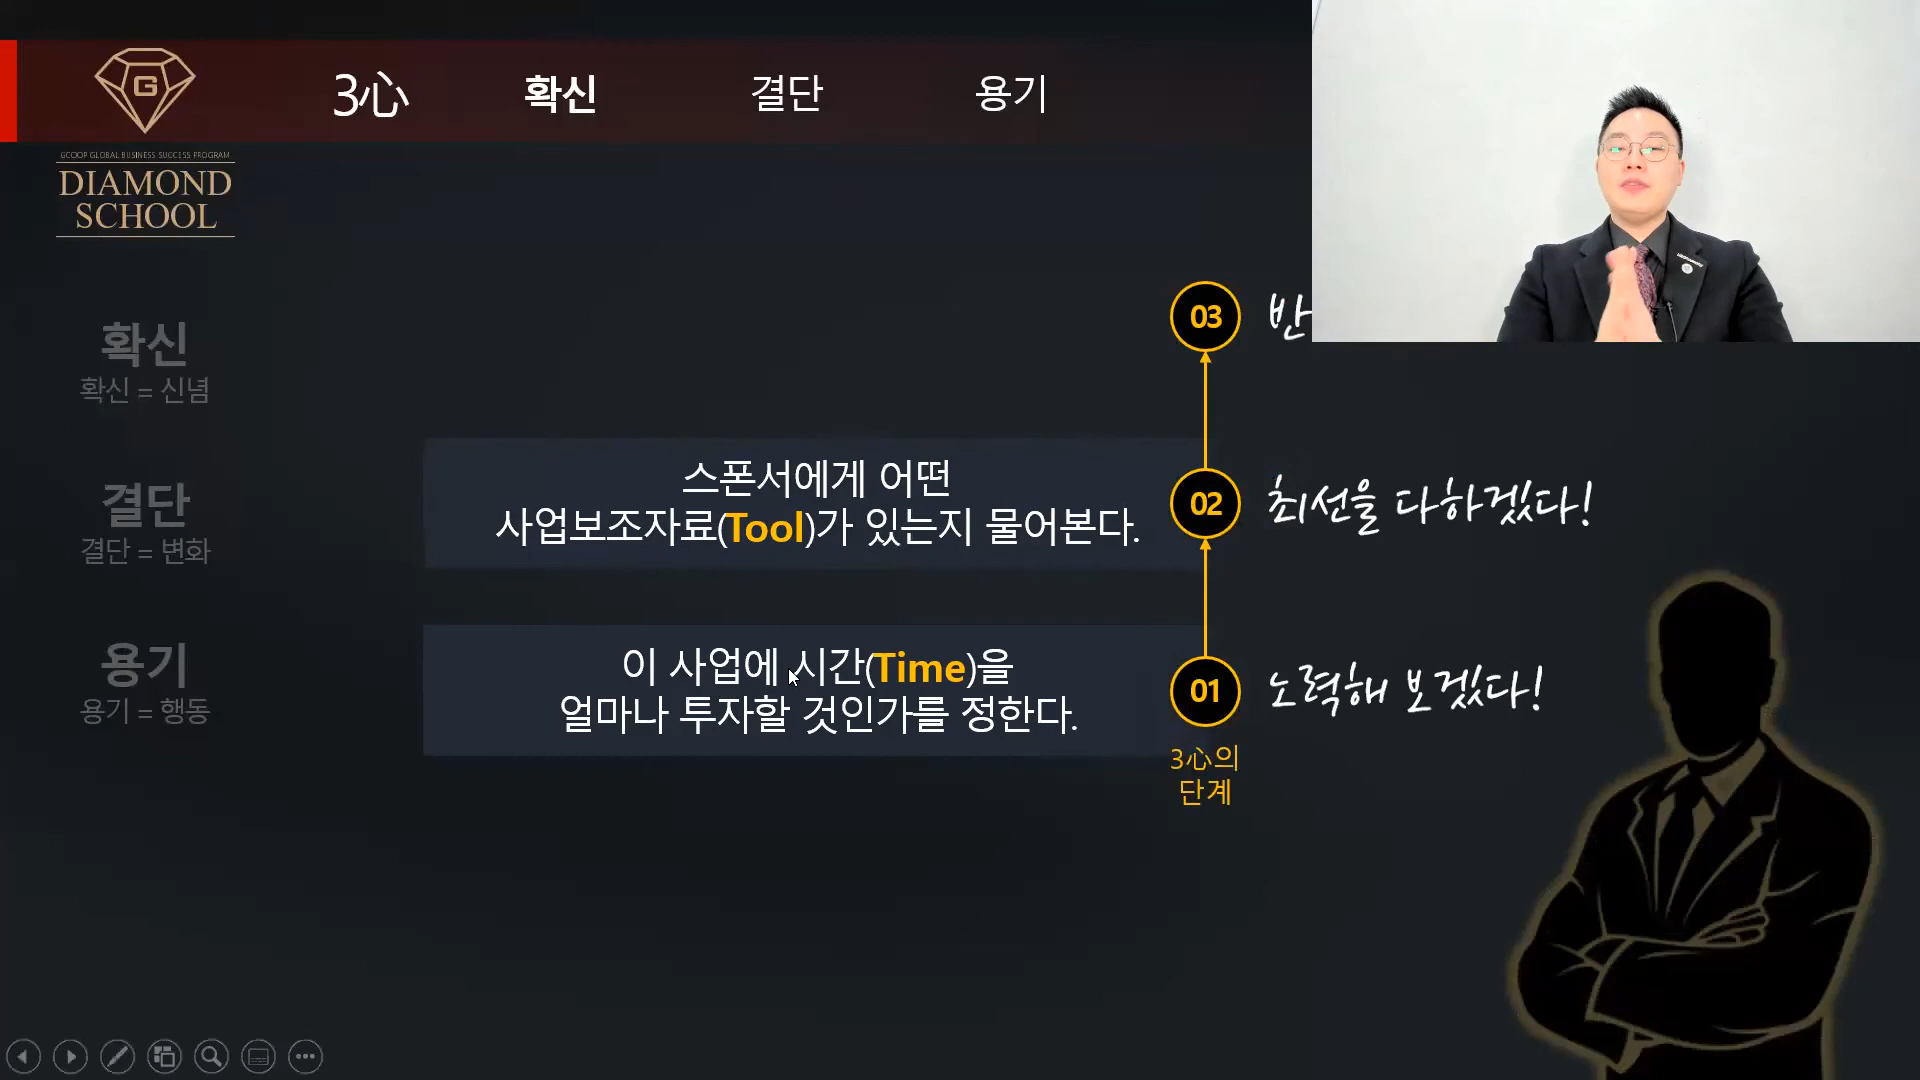 3心 확신 결단 용기
G
GCOOP GLOBAL BUSINESS SUCCESS PROGRAM
DIAMOND
SCHOOL
확신
확신 = 신념
결단
결단 = 변화
용기
용기 = 행동
03 반
스폰서에게 어떤
사업보조자료(Tool)가 있는지 물어본다.
02 최선을 다하겠다!
이 사업에 시간(Time)을
얼마나 투자할 것인가를 정한다.
01 노력해 보겠다!
3心의
단계